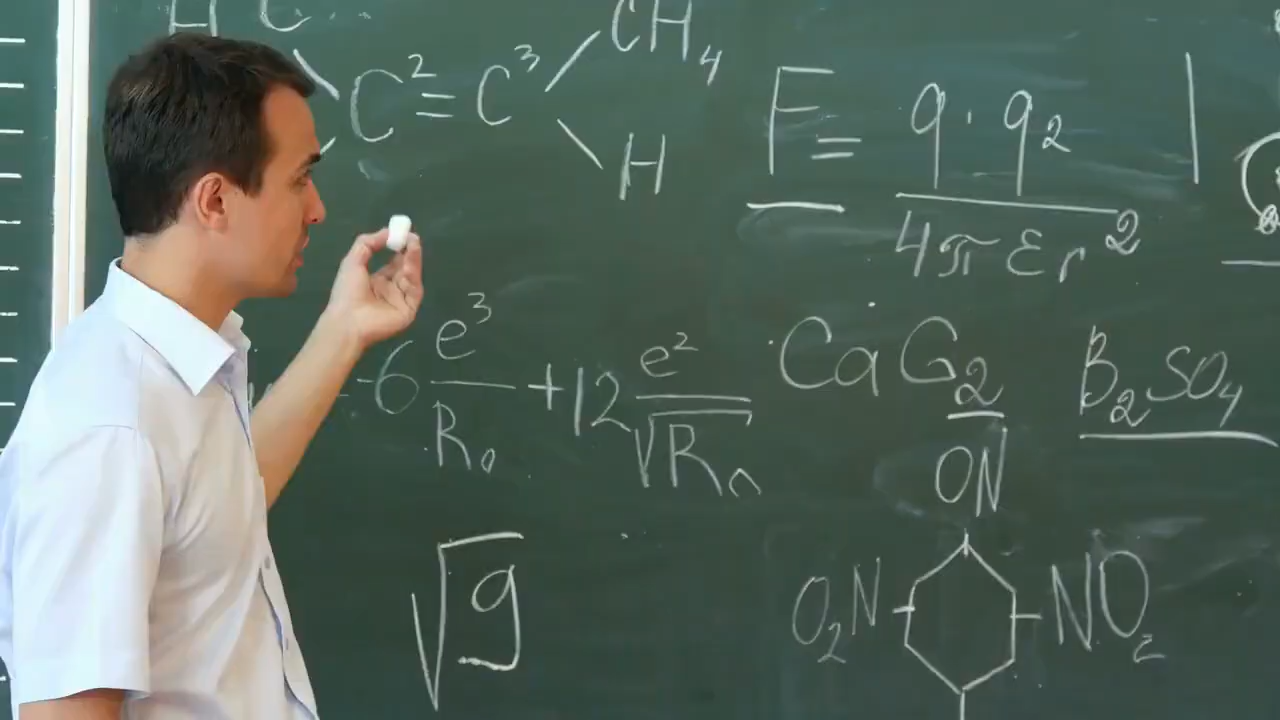 H C
C² = C³
CH₄
H
F = q · q₂ / 4πεr²
-6 e³/R₀ + 12 e²/√R₀
CaG₂
B₂SO₄
ON
√g
O₂N
NO₂